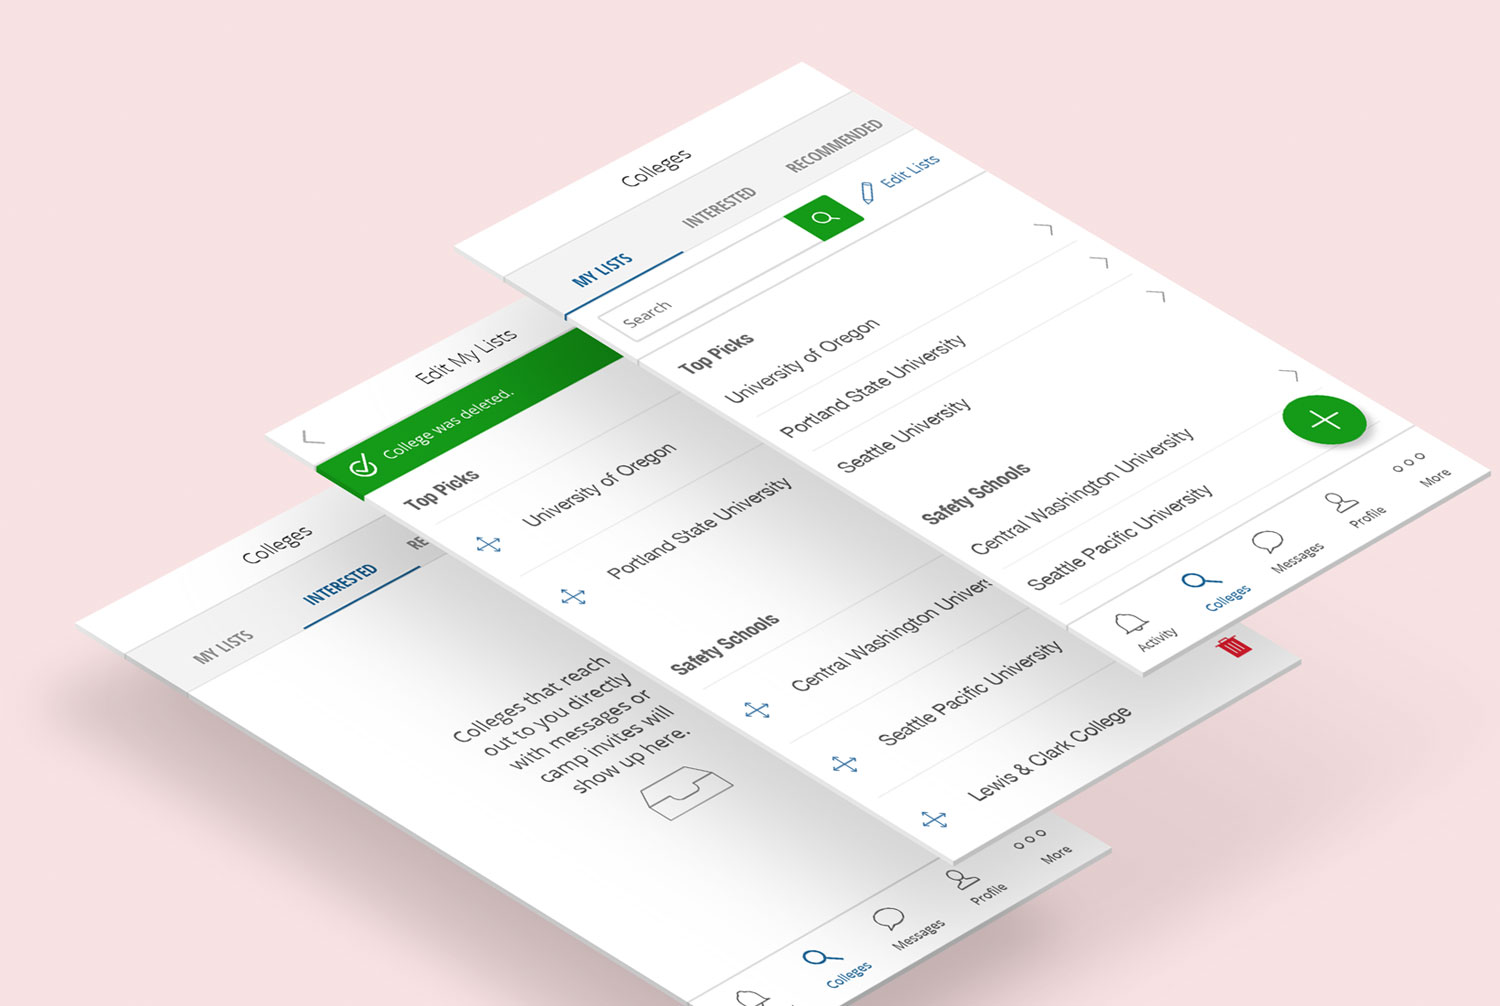 Colleges
MY LISTS
INTERESTED
RECOMMENDED
Search
Edit Lists
Top Picks
University of Oregon
Portland State University
Seattle University
Safety Schools
Central Washington University
Seattle Pacific University
Activity
Colleges
Messages
Profile
More
Edit My Lists
College was deleted.
Top Picks
University of Oregon
Portland State University
Safety Schools
Central Washington Univers
Seattle Pacific University
Lewis & Clark College
Colleges
MY LISTS
INTERESTED
RE
Colleges that reach
out to you directly
with messages or
camp invites will
show up here.
Colleges
Messages
Profile
More